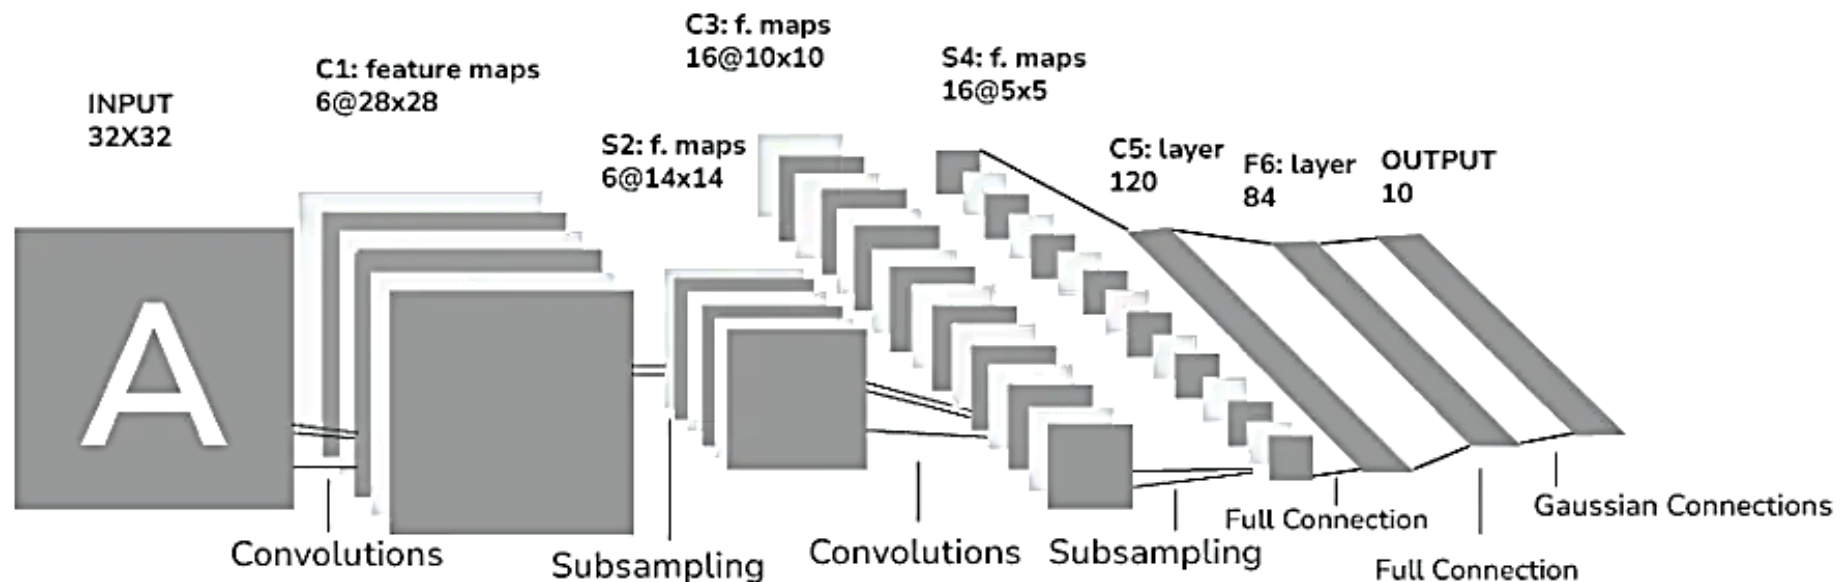 INPUT
32X32
A
C1: feature maps
6@28x28
S2: f. maps
6@14x14
C3: f. maps
16@10x10
S4: f. maps
16@5x5
C5: layer
120
F6: layer
84
OUTPUT
10
Convolutions
Subsampling
Convolutions
Subsampling
Full Connection
Full Connection
Gaussian Connections